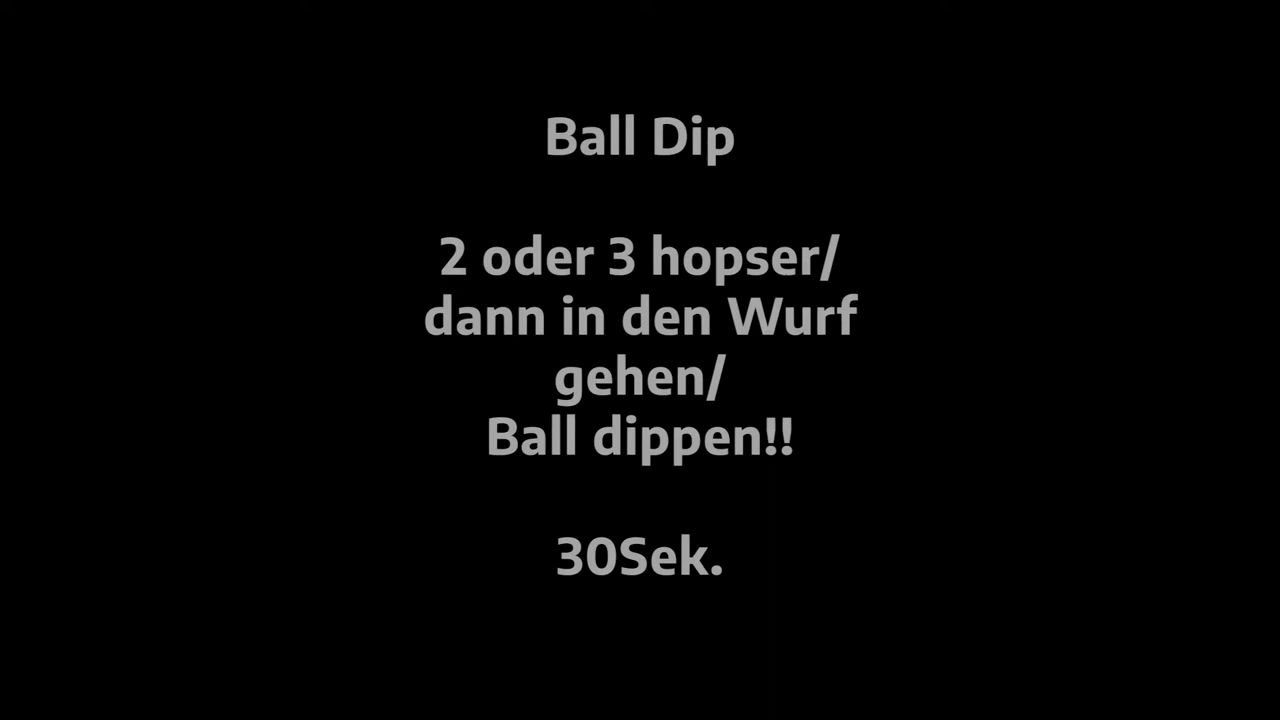 Ball Dip
2 oder 3 hopser/
dann in den Wurf
gehen/
Ball dippen!!
30Sek.